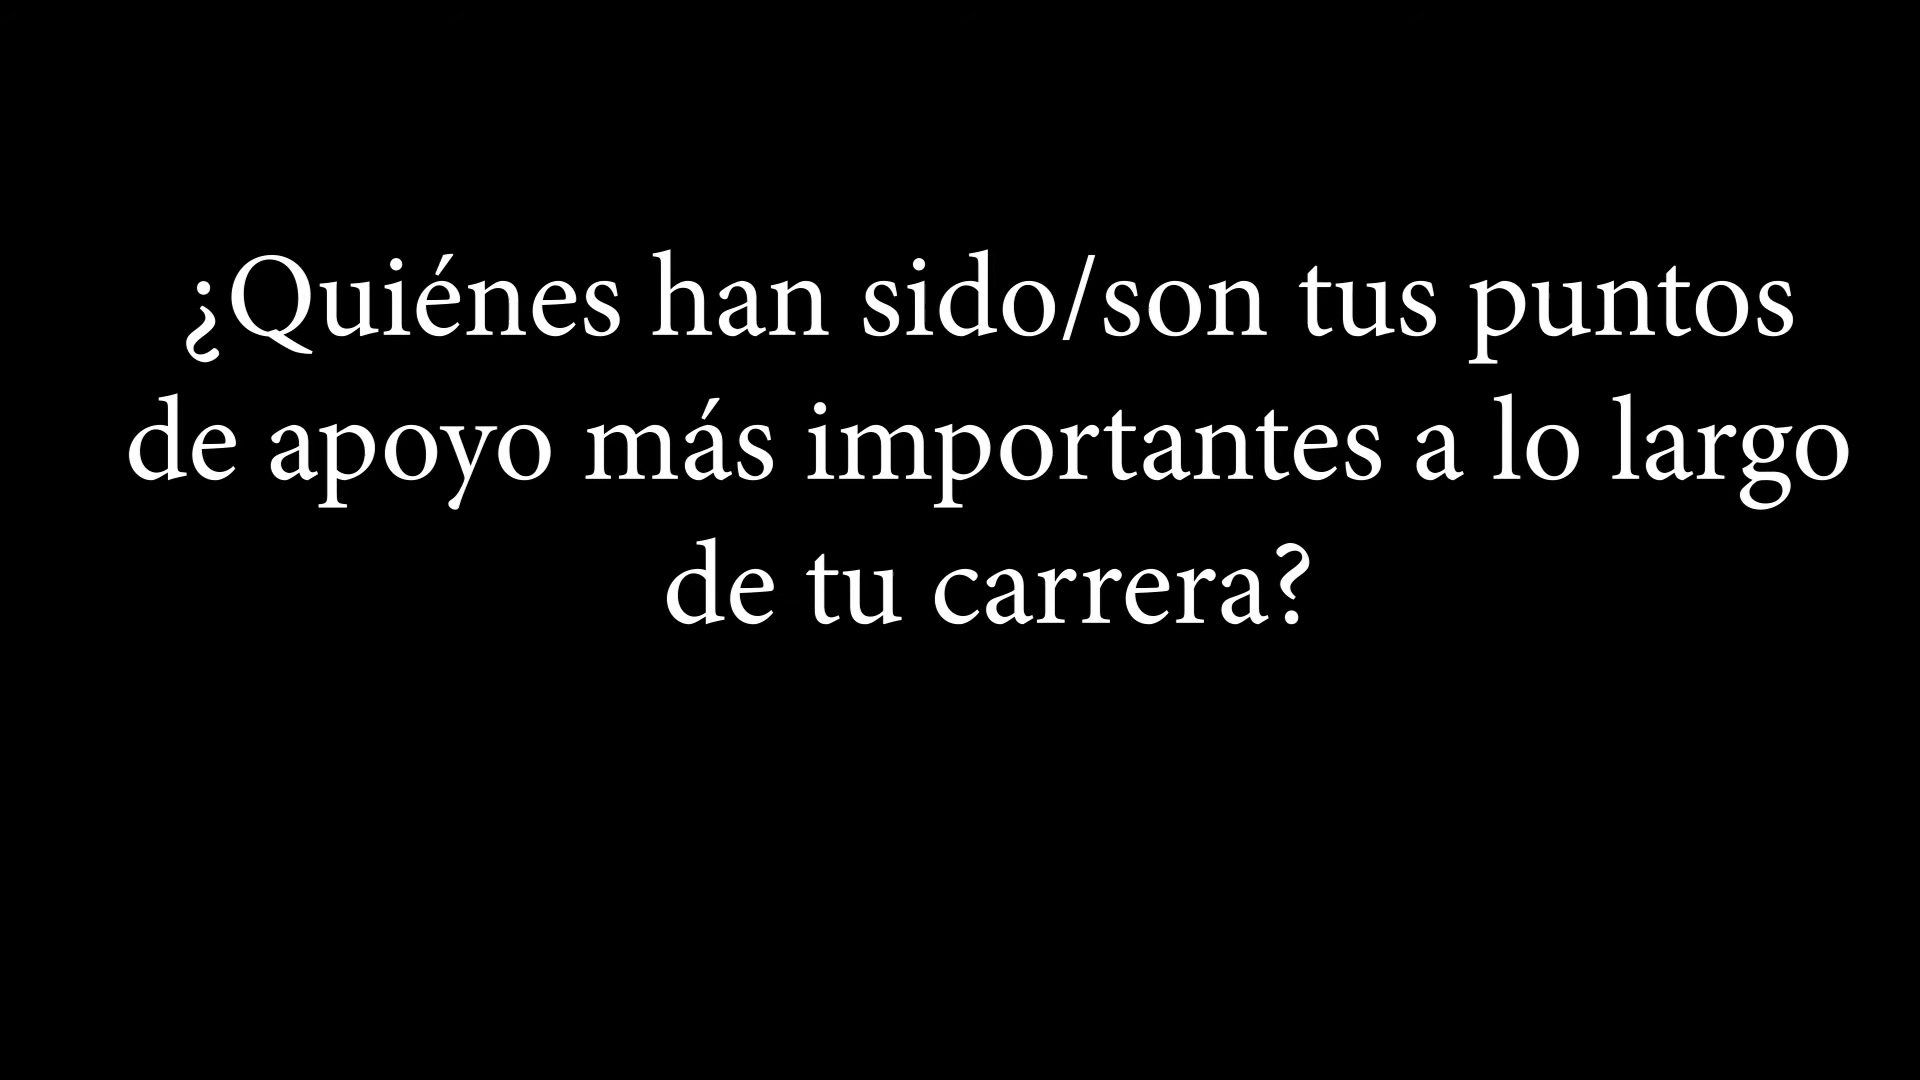 ¿Quiénes han sido/son tus puntos
de apoyo más importantes a lo largo
de tu carrera?